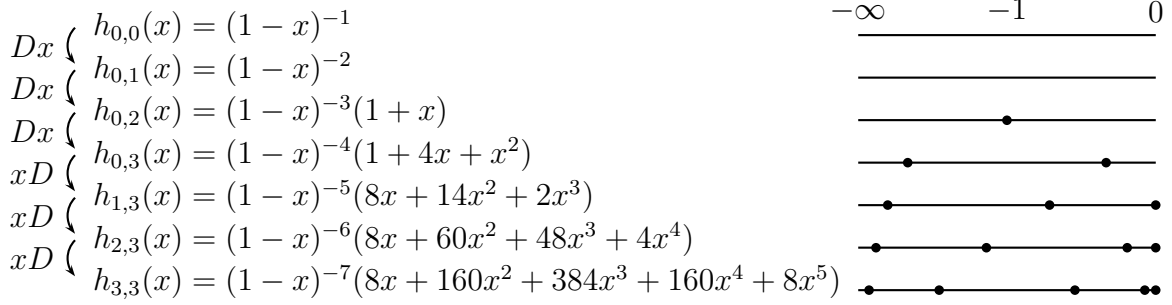 −∞ −1 0
h_{0,0}(x) = (1 − x)^{−1}
Dx
h_{0,1}(x) = (1 − x)^{−2}
Dx
h_{0,2}(x) = (1 − x)^{−3}(1 + x)
Dx
h_{0,3}(x) = (1 − x)^{−4}(1 + 4x + x^2)
xD
h_{1,3}(x) = (1 − x)^{−5}(8x + 14x^2 + 2x^3)
xD
h_{2,3}(x) = (1 − x)^{−6}(8x + 60x^2 + 48x^3 + 4x^4)
xD
h_{3,3}(x) = (1 − x)^{−7}(8x + 160x^2 + 384x^3 + 160x^4 + 8x^5)